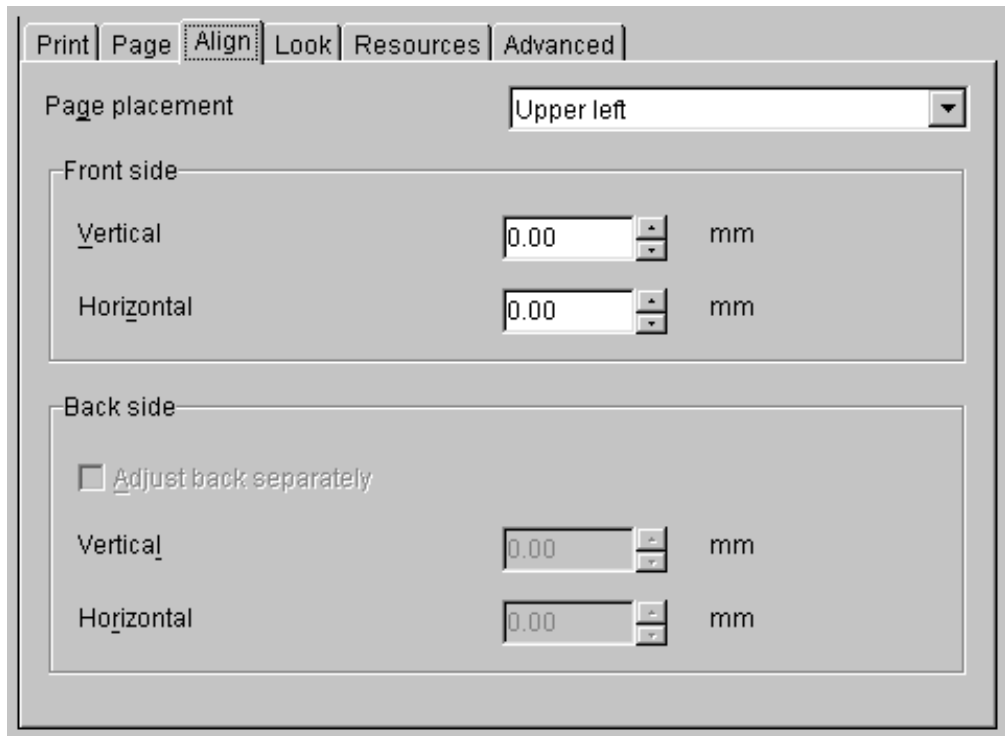 Print Page Align Look Resources Advanced
Page placement Upper left
Front side
Vertical 0.00 mm
Horizontal 0.00 mm
Back side
Adjust back separately
Vertical 0.00 mm
Horizontal 0.00 mm